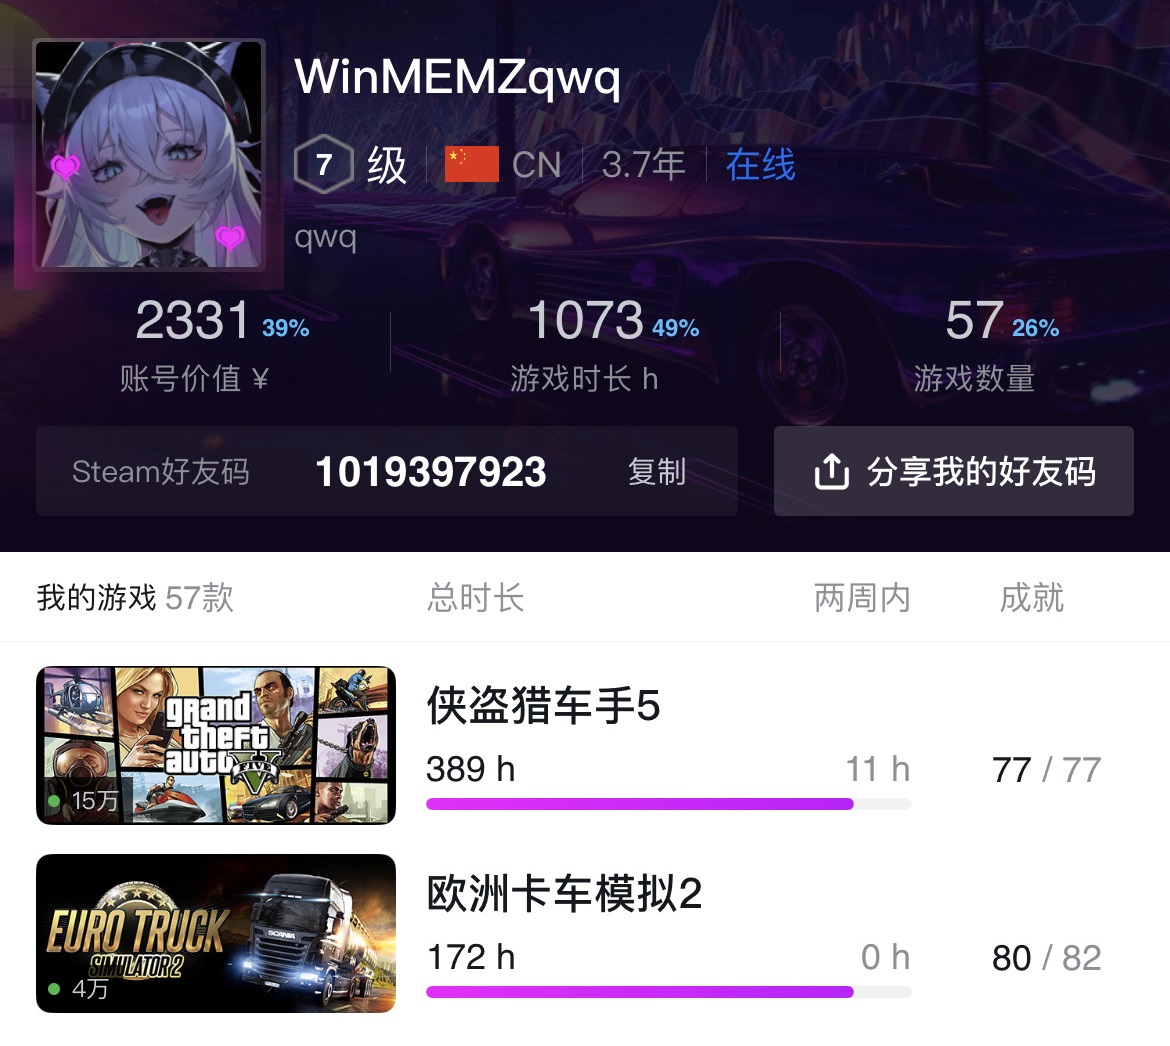 WinMEMZqwq
7 级 CN 3.7年 在线
qwq
2331 39% 1073 49% 57 26%
账号价值 ¥ 游戏时长 h 游戏数量
Steam好友码 1019397923 复制 分享我的好友码
我的游戏 57款 总时长 两周内 成就
grand
theft
auto
V
FIVE
15万
侠盗猎车手5
389 h 11 h 77 / 77
EURO TRUCK
SIMULATOR 2
SCANIA
4万
欧洲卡车模拟2
172 h 0 h 80 / 82